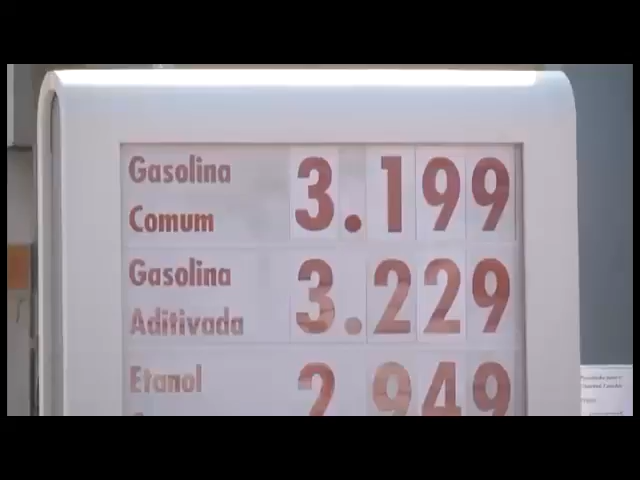 Gasolina
Comum 3.199
Gasolina
Aditivada 3.229
Etanol 2.949